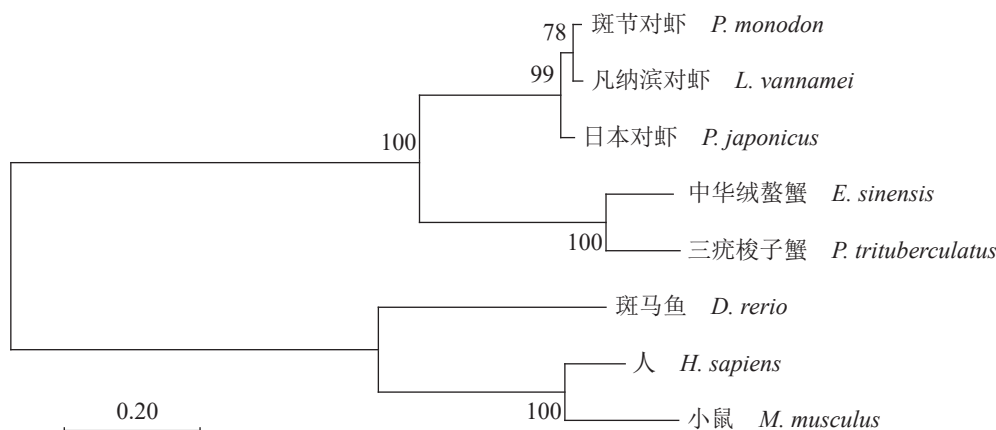 78 斑节对虾 P. monodon
99 凡纳滨对虾 L. vannamei
日本对虾 P. japonicus
100
中华绒螯蟹 E. sinensis
100 三疣梭子蟹 P. trituberculatus
斑马鱼 D. rerio
人 H. sapiens
100 小鼠 M. musculus
0.20